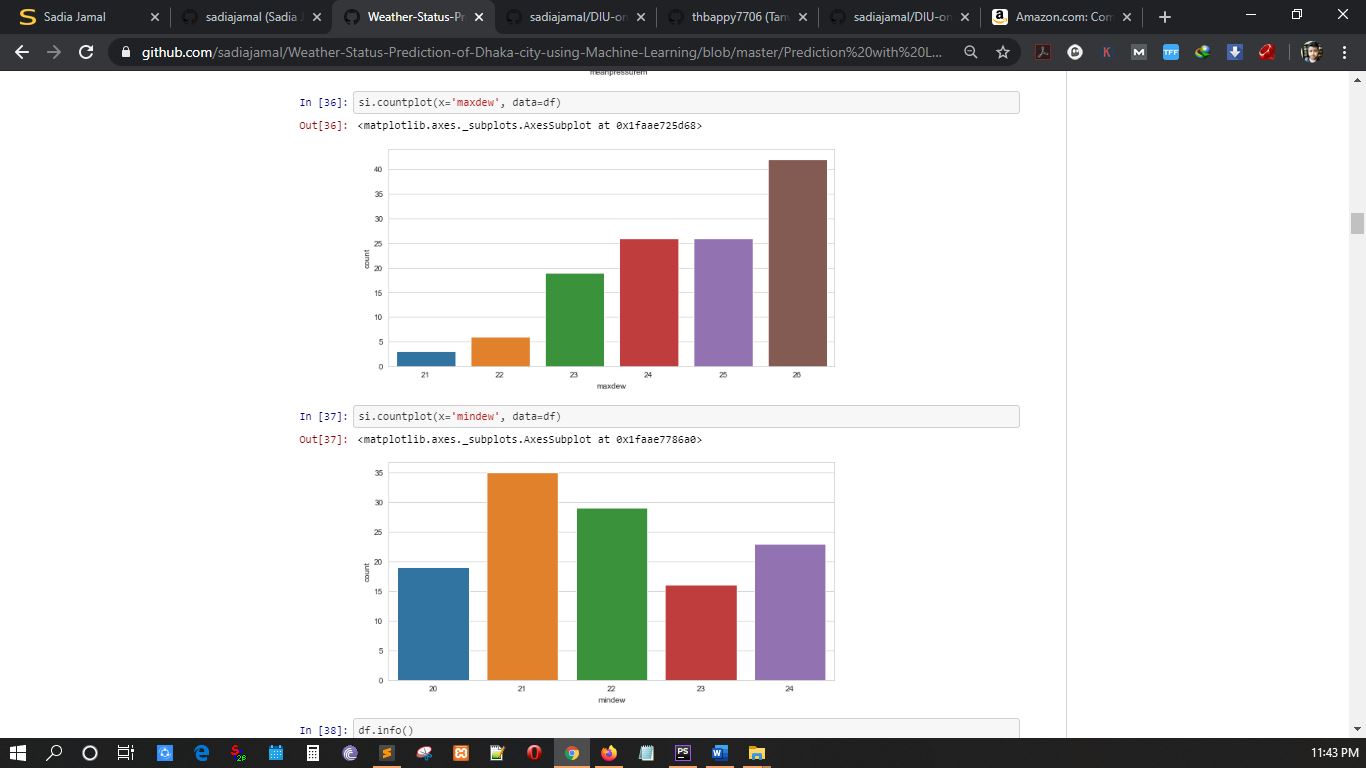 Sadia Jamal
sadiajamal (Sadia J
Weather-Status-Pr
sadiajamal/DIU-on
thbappy7706 (Tanv
sadiajamal/DIU-on
Amazon.com: Com
github.com/sadiajamal/Weather-Status-Prediction-of-Dhaka-city-using-Machine-Learning/blob/master/Prediction%20with%20L...
meanpressurem
In [36]: si.countplot(x='maxdew', data=df)
Out[36]: <matplotlib.axes._subplots.AxesSubplot at 0x1faae725d68>
40
35
30
25
20
15
10
5
0
count
21 22 23 24 25 26
maxdew
In [37]: si.countplot(x='mindew', data=df)
Out[37]: <matplotlib.axes._subplots.AxesSubplot at 0x1faae7786a0>
35
30
25
20
15
10
5
0
count
20 21 22 23 24
mindew
In [38]: df.info()
11:43 PM